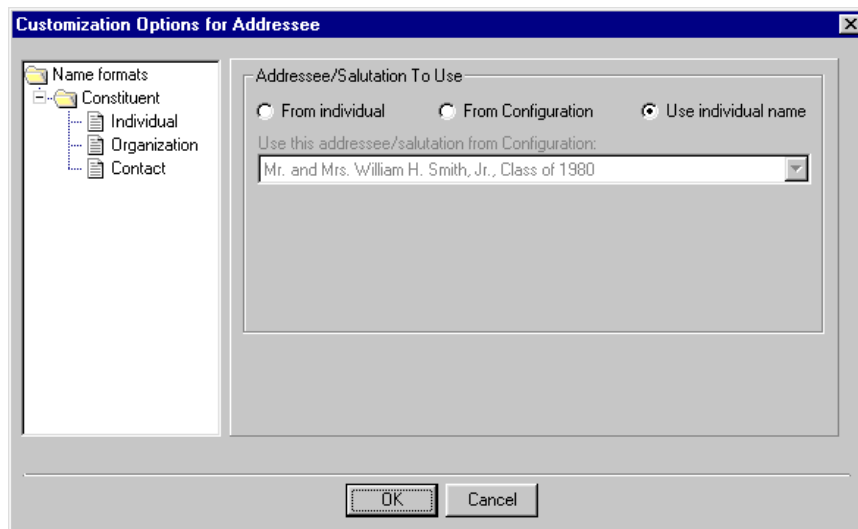 Customization Options for Addressee
Name formats
Constituent
Individual
Organization
Contact
Addressee/Salutation To Use
From individual From Configuration Use individual name
Use this addressee/salutation from Configuration:
Mr. and Mrs. William H. Smith, Jr., Class of 1980
OK Cancel